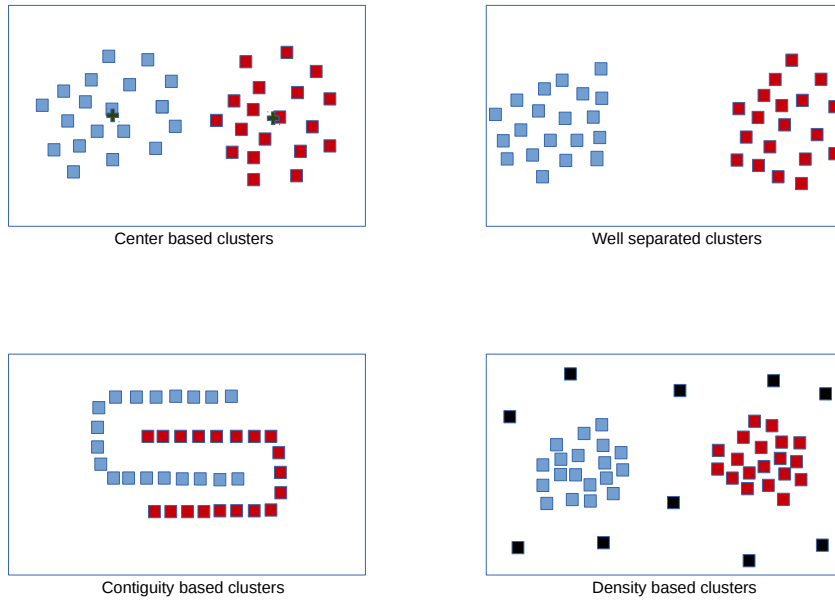 Center based clusters
Well separated clusters
Contiguity based clusters
Density based clusters